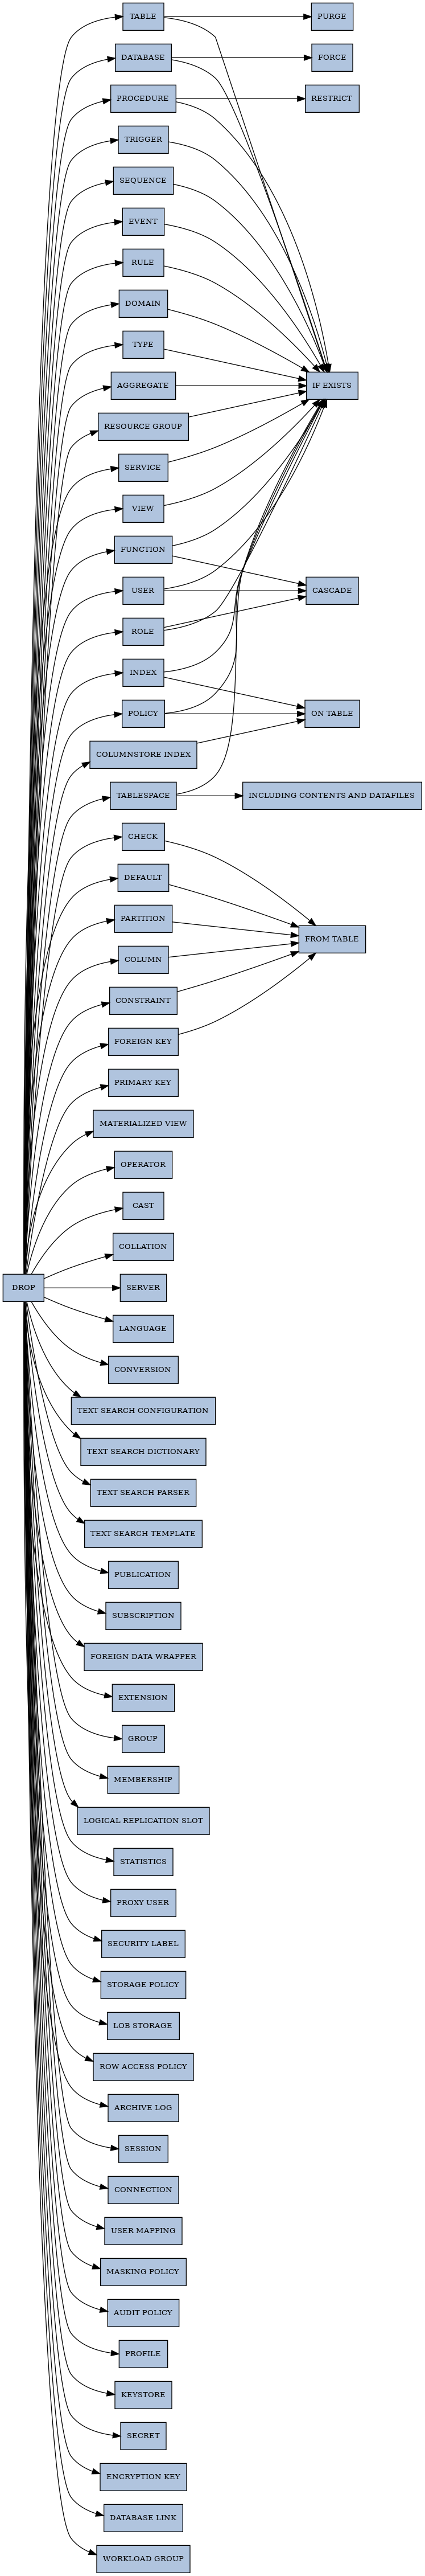 TABLE
PURGE
DATABASE
FORCE
PROCEDURE
RESTRICT
TRIGGER
SEQUENCE
EVENT
RULE
DOMAIN
TYPE
AGGREGATE
IF EXISTS
RESOURCE GROUP
SERVICE
VIEW
FUNCTION
USER
CASCADE
ROLE
INDEX
POLICY
ON TABLE
COLUMNSTORE INDEX
TABLESPACE
INCLUDING CONTENTS AND DATAFILES
CHECK
DEFAULT
PARTITION
FROM TABLE
COLUMN
CONSTRAINT
FOREIGN KEY
PRIMARY KEY
MATERIALIZED VIEW
OPERATOR
CAST
COLLATION
DROP
SERVER
LANGUAGE
CONVERSION
TEXT SEARCH CONFIGURATION
TEXT SEARCH DICTIONARY
TEXT SEARCH PARSER
TEXT SEARCH TEMPLATE
PUBLICATION
SUBSCRIPTION
FOREIGN DATA WRAPPER
EXTENSION
GROUP
MEMBERSHIP
LOGICAL REPLICATION SLOT
STATISTICS
PROXY USER
SECURITY LABEL
STORAGE POLICY
LOB STORAGE
ROW ACCESS POLICY
ARCHIVE LOG
SESSION
CONNECTION
USER MAPPING
MASKING POLICY
AUDIT POLICY
PROFILE
KEYSTORE
SECRET
ENCRYPTION KEY
DATABASE LINK
WORKLOAD GROUP